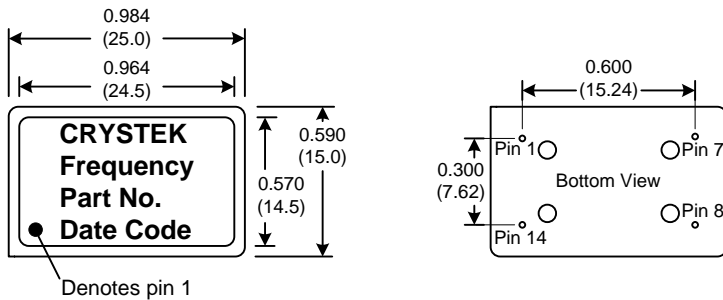 0.984
(25.0)
0.964
(24.5)
CRYSTEK
Frequency
Part No.
Date Code
0.590
(15.0)
0.570
(14.5)
Denotes pin 1
0.600
(15.24)
0.300
(7.62)
Pin 1
Pin 7
Bottom View
Pin 8
Pin 14